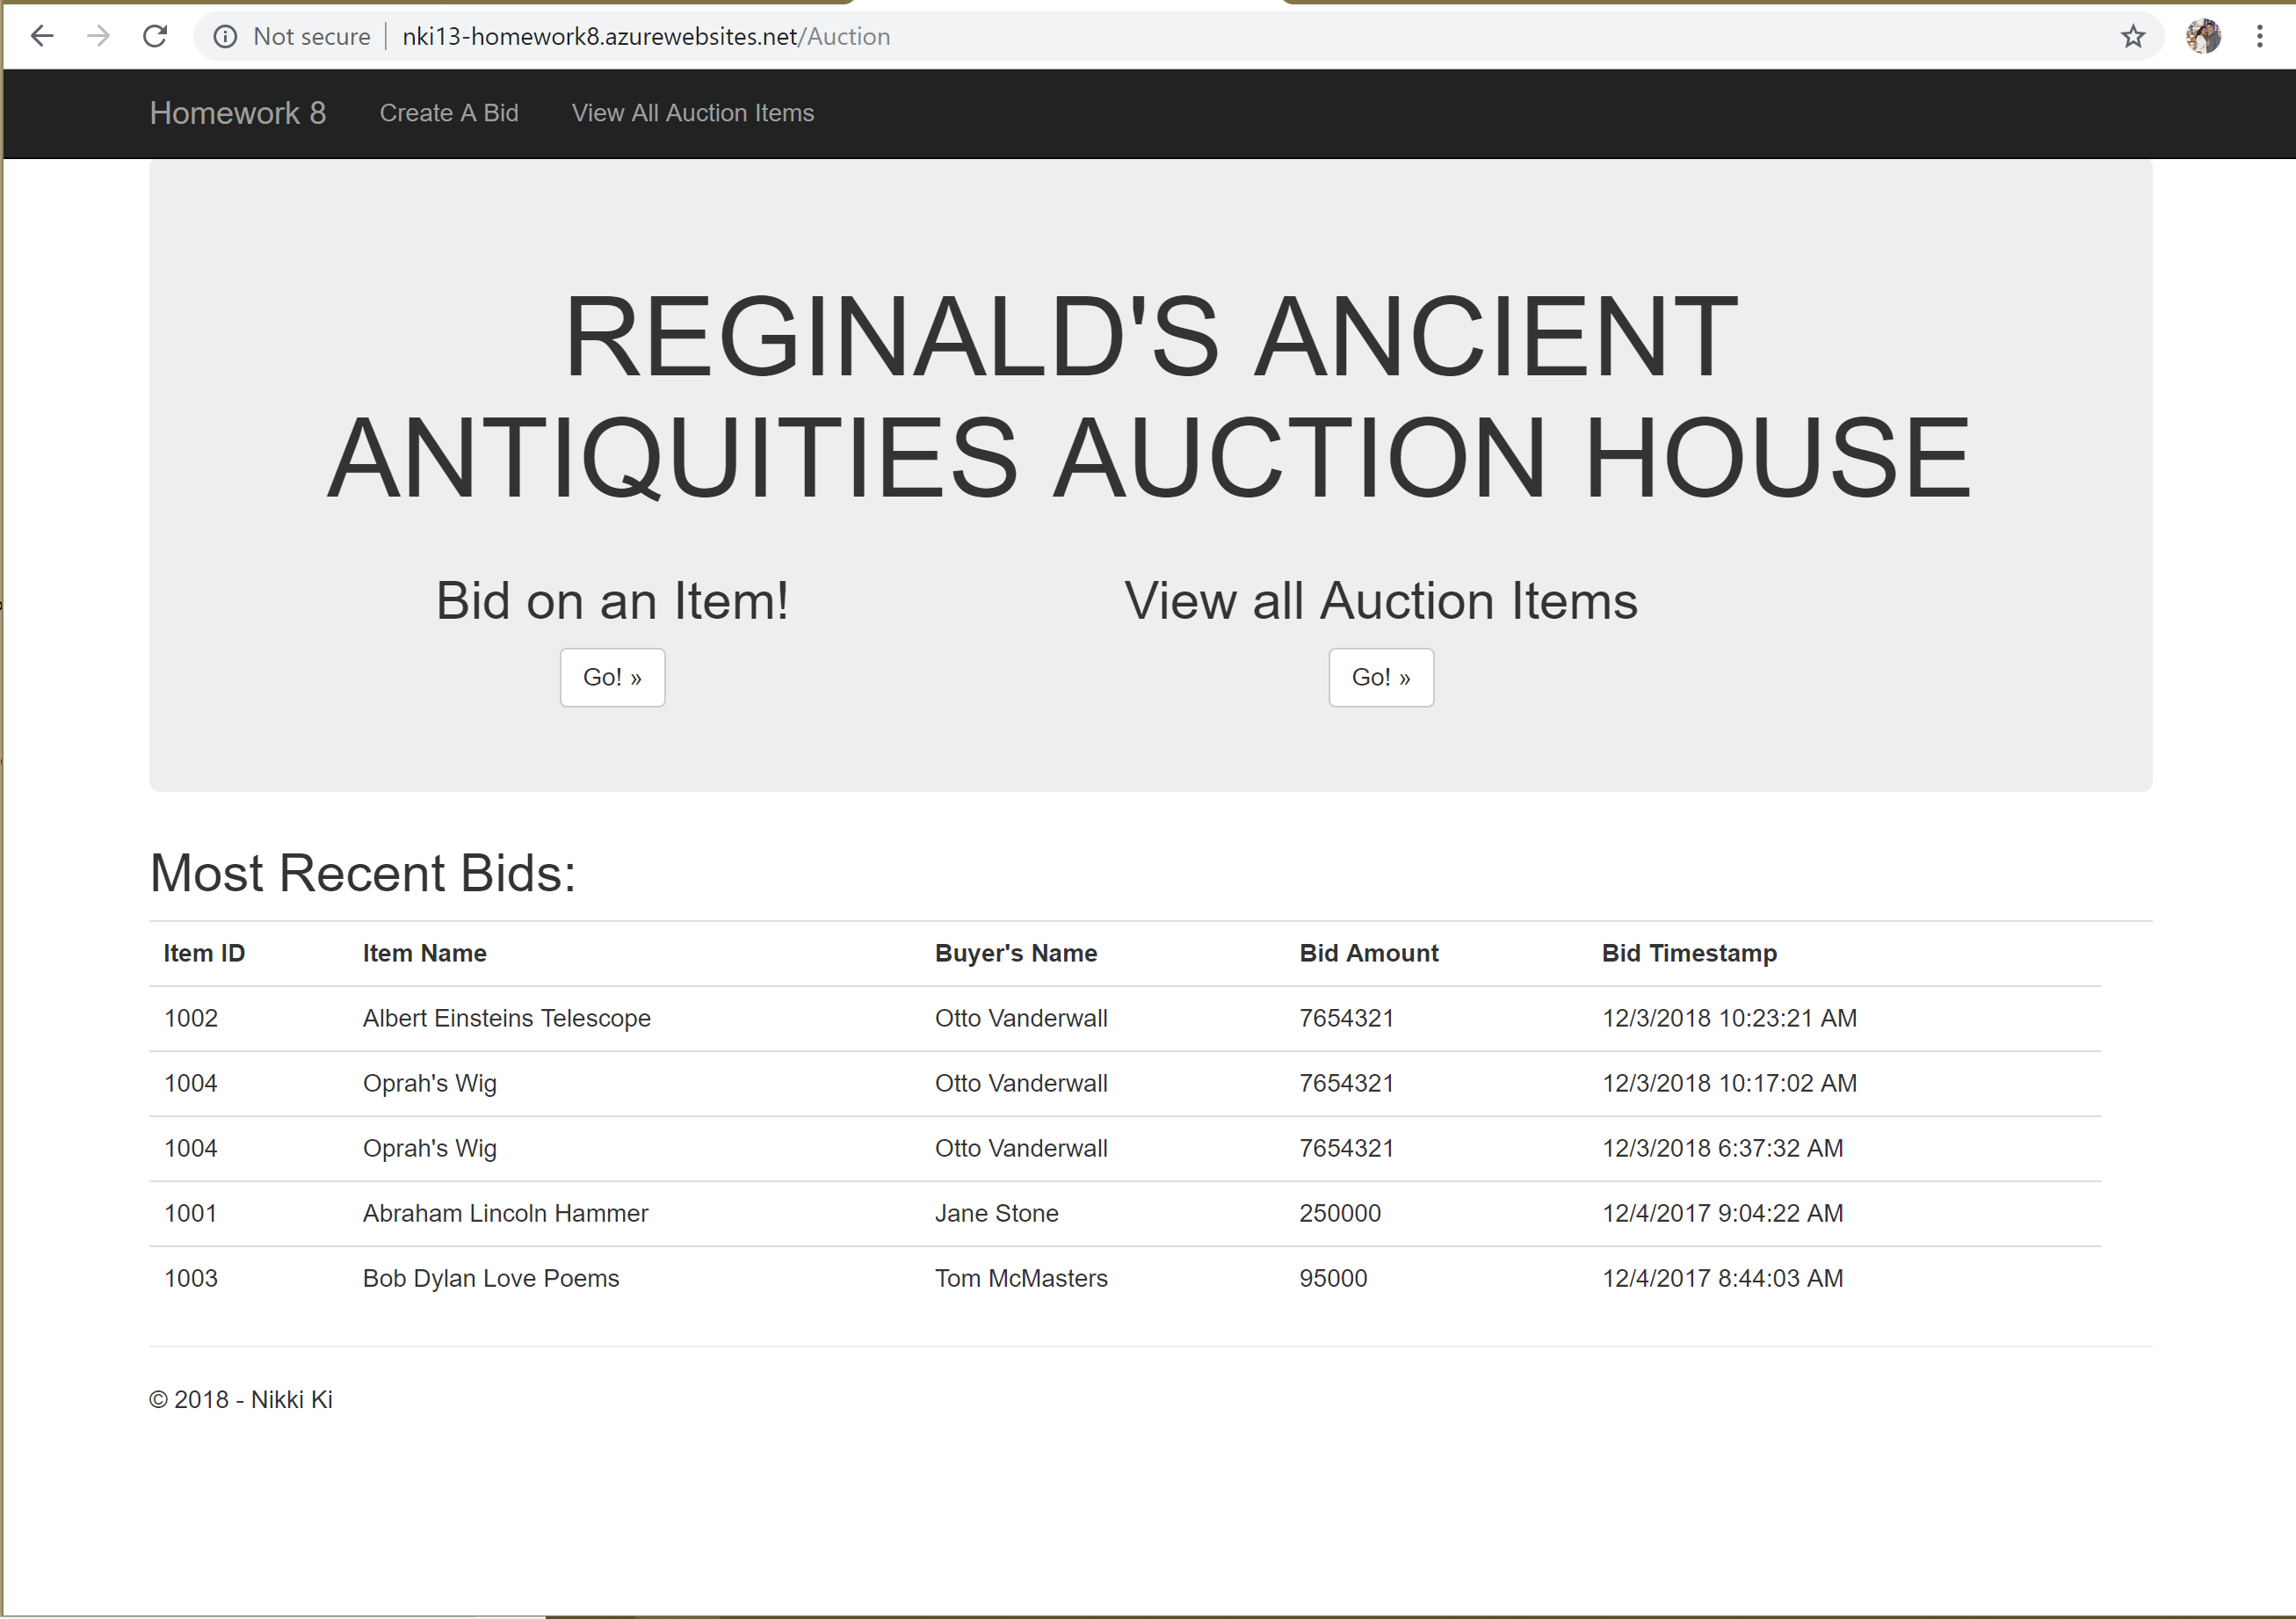 Not secure nki13-homework8.azurewebsites.net/Auction
Homework 8 Create A Bid View All Auction Items
REGINALD'S ANCIENT
ANTIQUITIES AUCTION HOUSE
Bid on an Item! View all Auction Items
Go! » Go! »
Most Recent Bids:
Item ID Item Name Buyer's Name Bid Amount Bid Timestamp
1002 Albert Einsteins Telescope Otto Vanderwall 7654321 12/3/2018 10:23:21 AM
1004 Oprah's Wig Otto Vanderwall 7654321 12/3/2018 10:17:02 AM
1004 Oprah's Wig Otto Vanderwall 7654321 12/3/2018 6:37:32 AM
1001 Abraham Lincoln Hammer Jane Stone 250000 12/4/2017 9:04:22 AM
1003 Bob Dylan Love Poems Tom McMasters 95000 12/4/2017 8:44:03 AM
© 2018 - Nikki Ki